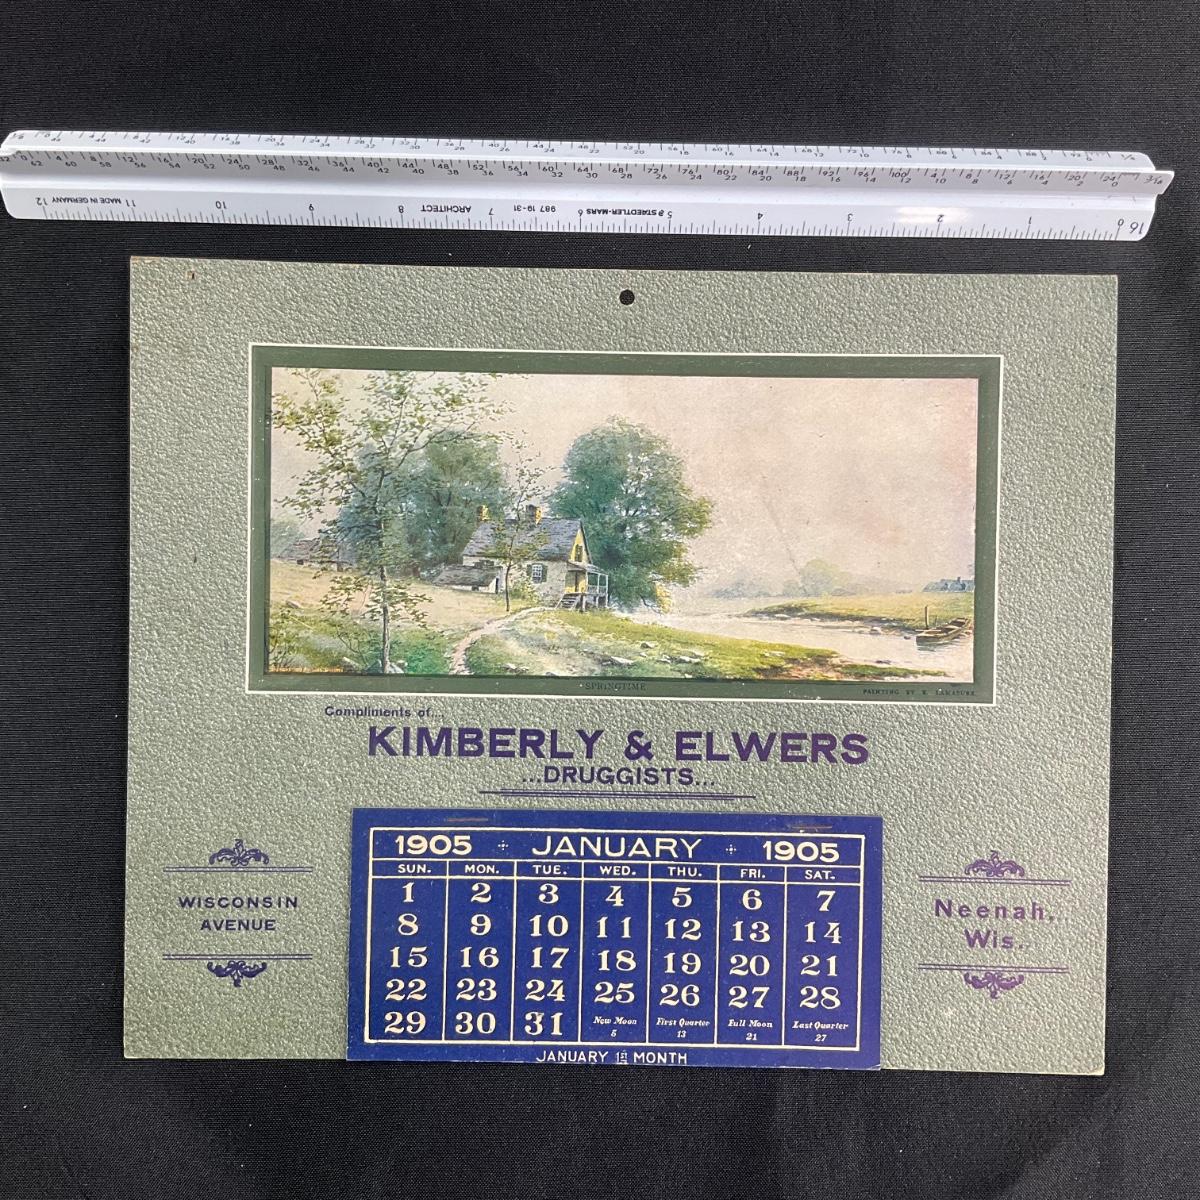 12 MADE IN GERMANY 11 10 9 8 ARCHITECT 7 987 19-31 6 STAEDTLER-MARS 5 4 3 2 1 0 16
"SPRINGTIME
PAINTING BY E. LAMASURE.
Compliments of...
KIMBERLY & ELWERS
...DRUGGISTS...
WISCONSIN
AVENUE
Neenah,
Wis.
1905 JANUARY 1905
SUN. MON. TUE. WED. THU. FRI. SAT.
1 2 3 4 5 6 7
8 9 10 11 12 13 14
15 16 17 18 19 20 21
22 23 24 25 26 27 28
29 30 31 New Moon 5 First Quarter 13 Full Moon 21 Last Quarter 27
JANUARY 1st MONTH